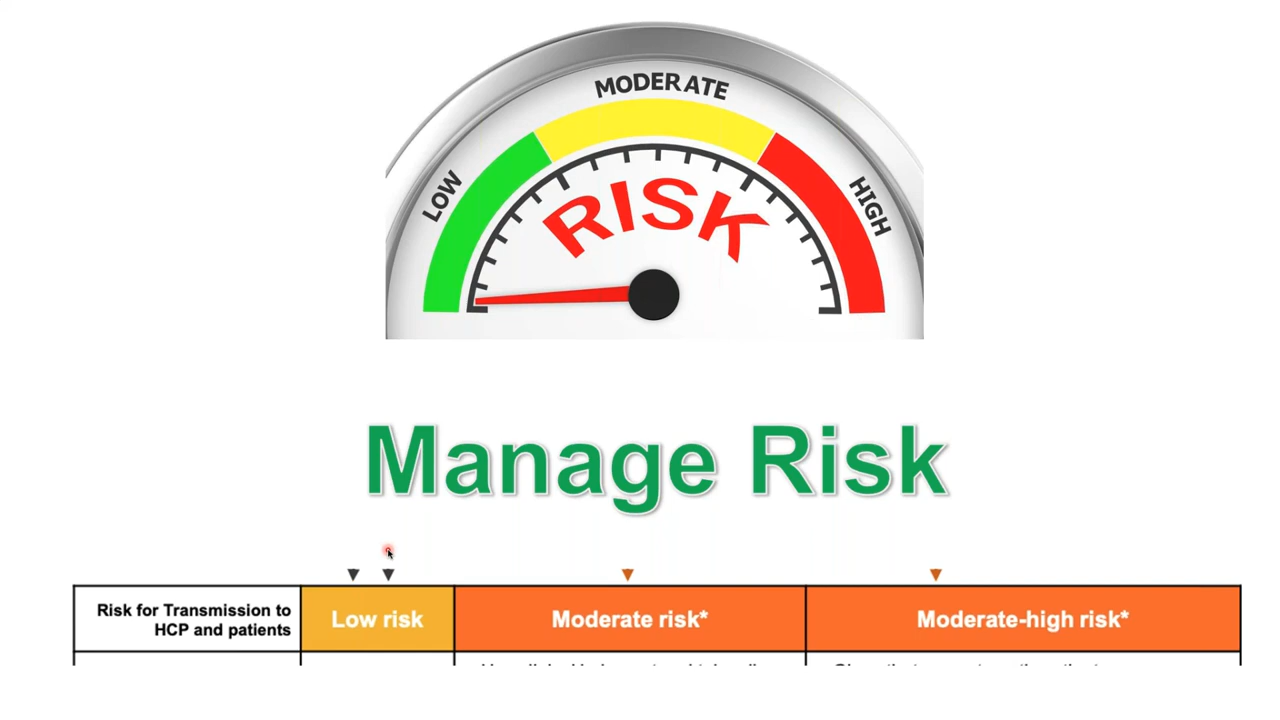 MODERATE
LOW
HIGH
RISK
Manage Risk
Risk for Transmission to
HCP and patients
Low risk
Moderate risk*
Moderate-high risk*